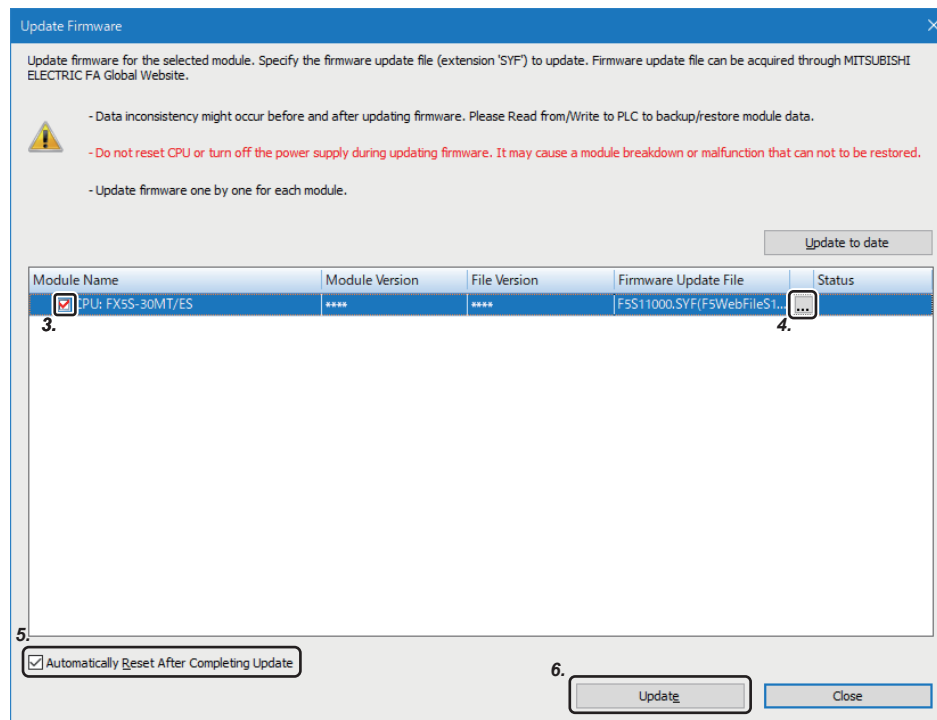 Update Firmware
Update firmware for the selected module. Specify the firmware update file (extension 'SYF') to update. Firmware update file can be acquired through MITSUBISHI
ELECTRIC FA Global Website.
- Data inconsistency might occur before and after updating firmware. Please Read from/Write to PLC to backup/restore module data.
- Do not reset CPU or turn off the power supply during updating firmware. It may cause a module breakdown or malfunction that can not to be restored.
- Update firmware one by one for each module.
Update to date
Module Name Module Version File Version Firmware Update File Status
CPU: FX5S-30MT/ES **** **** F5S11000.SYF(F5WebFileS1... ...
3. 4.
5.
Automatically Reset After Completing Update
6.
Update Close